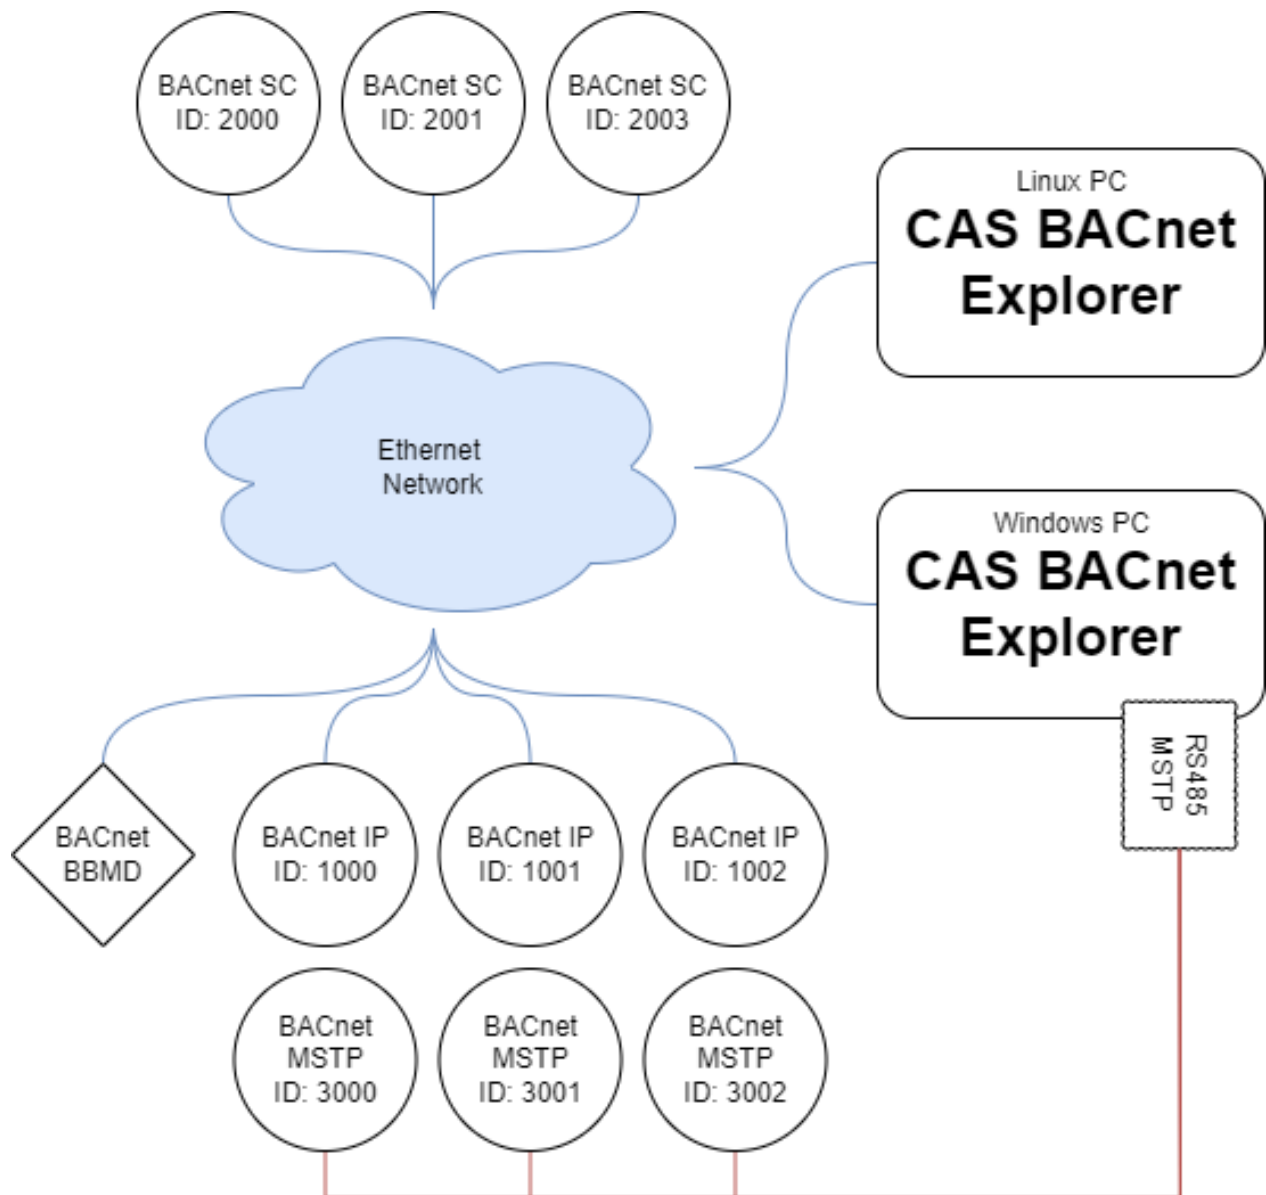 BACnet SC
ID: 2000
BACnet SC
ID: 2001
BACnet SC
ID: 2003
Linux PC
CAS BACnet
Explorer
Ethernet
Network
Windows PC
CAS BACnet
Explorer
RS485
MSTP
BACnet
BBMD
BACnet IP
ID: 1000
BACnet IP
ID: 1001
BACnet IP
ID: 1002
BACnet
MSTP
ID: 3000
BACnet
MSTP
ID: 3001
BACnet
MSTP
ID: 3002